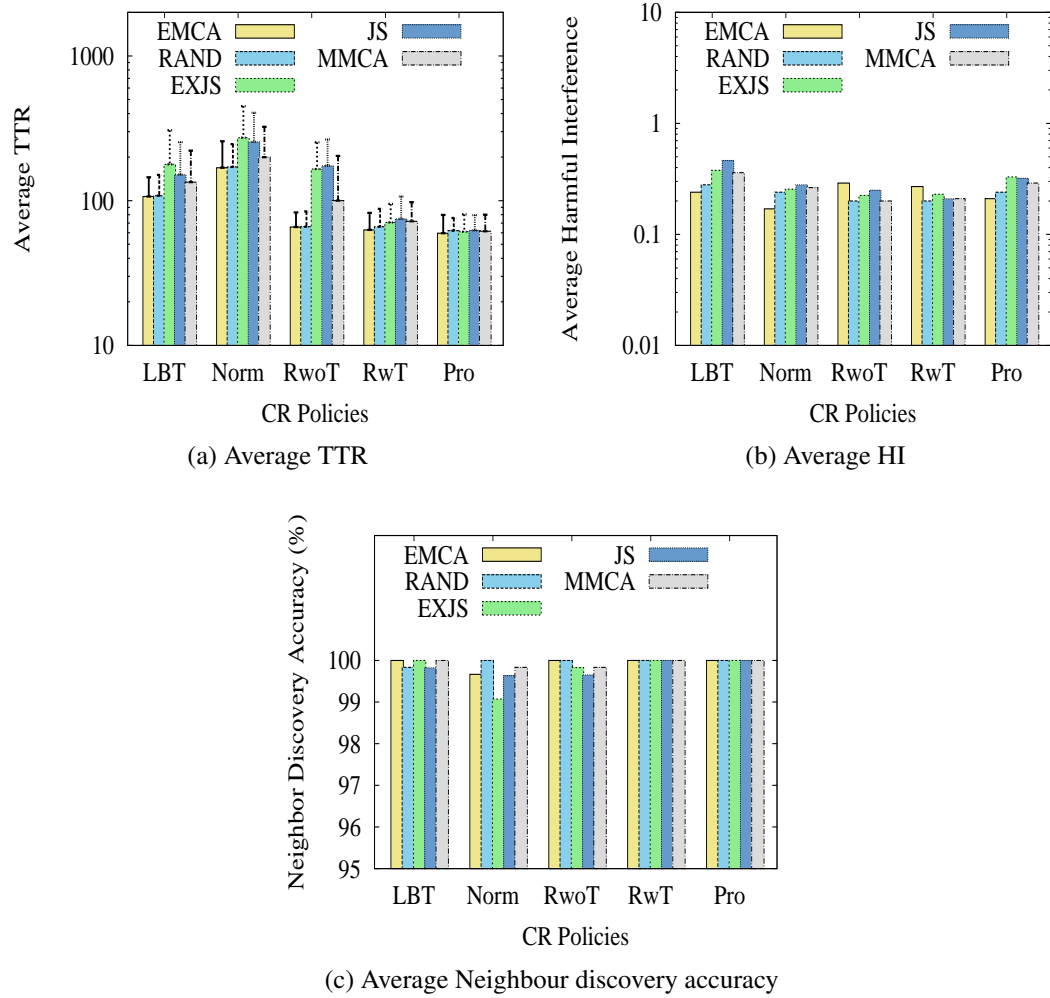 Average TTR
1000
100
10
EMCA
RAND
EXJS
JS
MMCA
LBT Norm RwoT RwT Pro
CR Policies
(a) Average TTR
Average Harmful Interference
10
1
0.1
0.01
EMCA
RAND
EXJS
JS
MMCA
LBT Norm RwoT RwT Pro
CR Policies
(b) Average HI
Neighbor Discovery Accuracy (%)
100
99
98
97
96
95
EMCA
RAND
EXJS
JS
MMCA
LBT Norm RwoT RwT Pro
CR Policies
(c) Average Neighbour discovery accuracy